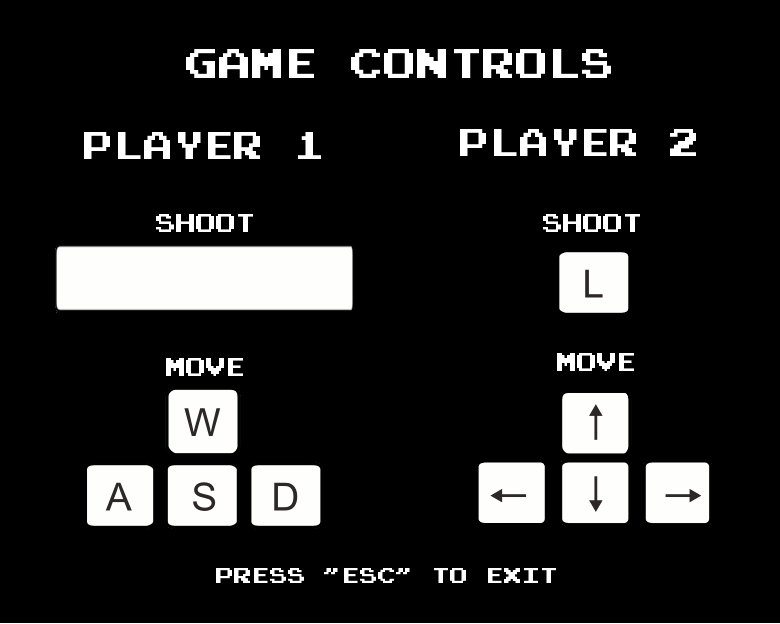 GAME CONTROLS
PLAYER 1
PLAYER 2
SHOOT
SHOOT
L
MOVE
MOVE
W
↑
A S D
← ↓ →
PRESS "ESC" TO EXIT